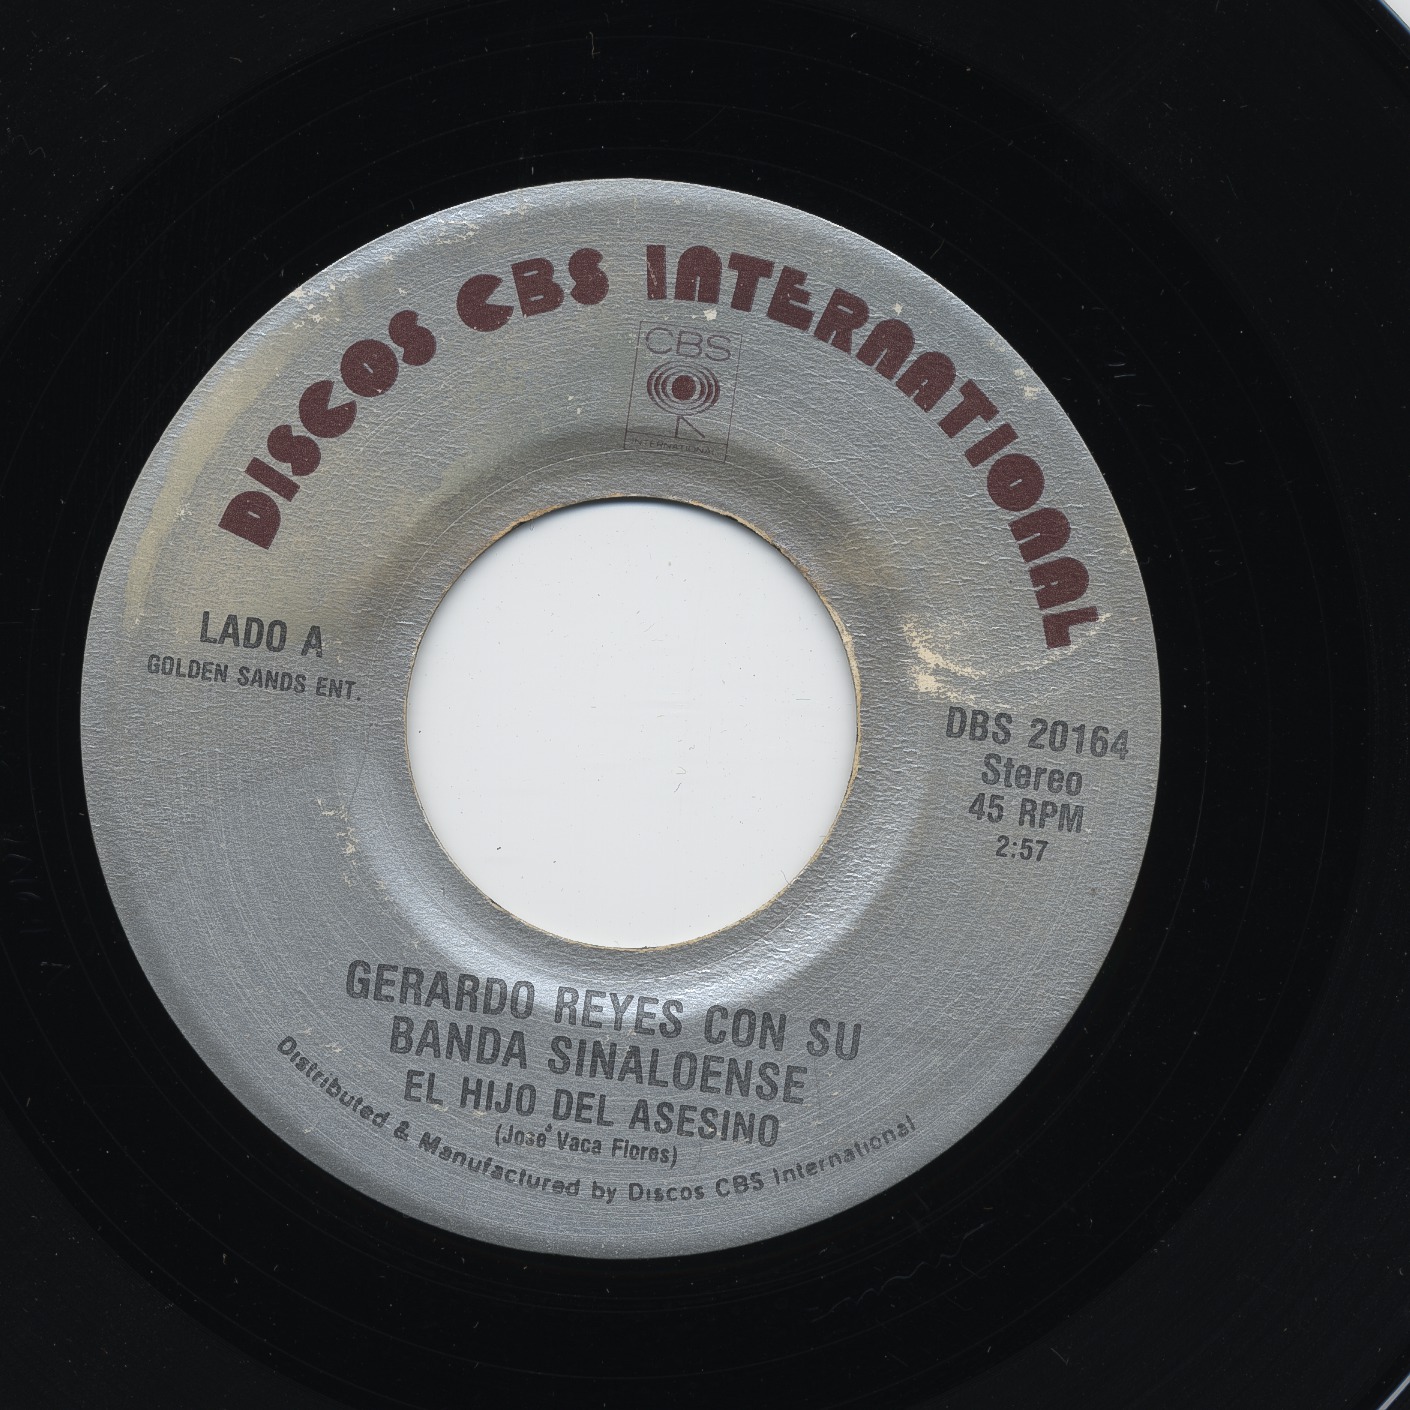 DISCOS CBS INTERNATIONAL
CBS
INTERNATIONAL
LADO A
GOLDEN SANDS ENT.
DBS 20164
Stereo
45 RPM
2:57
GERARDO REYES CON SU
BANDA SINALOENSE
EL HIJO DEL ASESINO
(José Vaca Flores)
Distributed & Manufactured by Discos CBS International